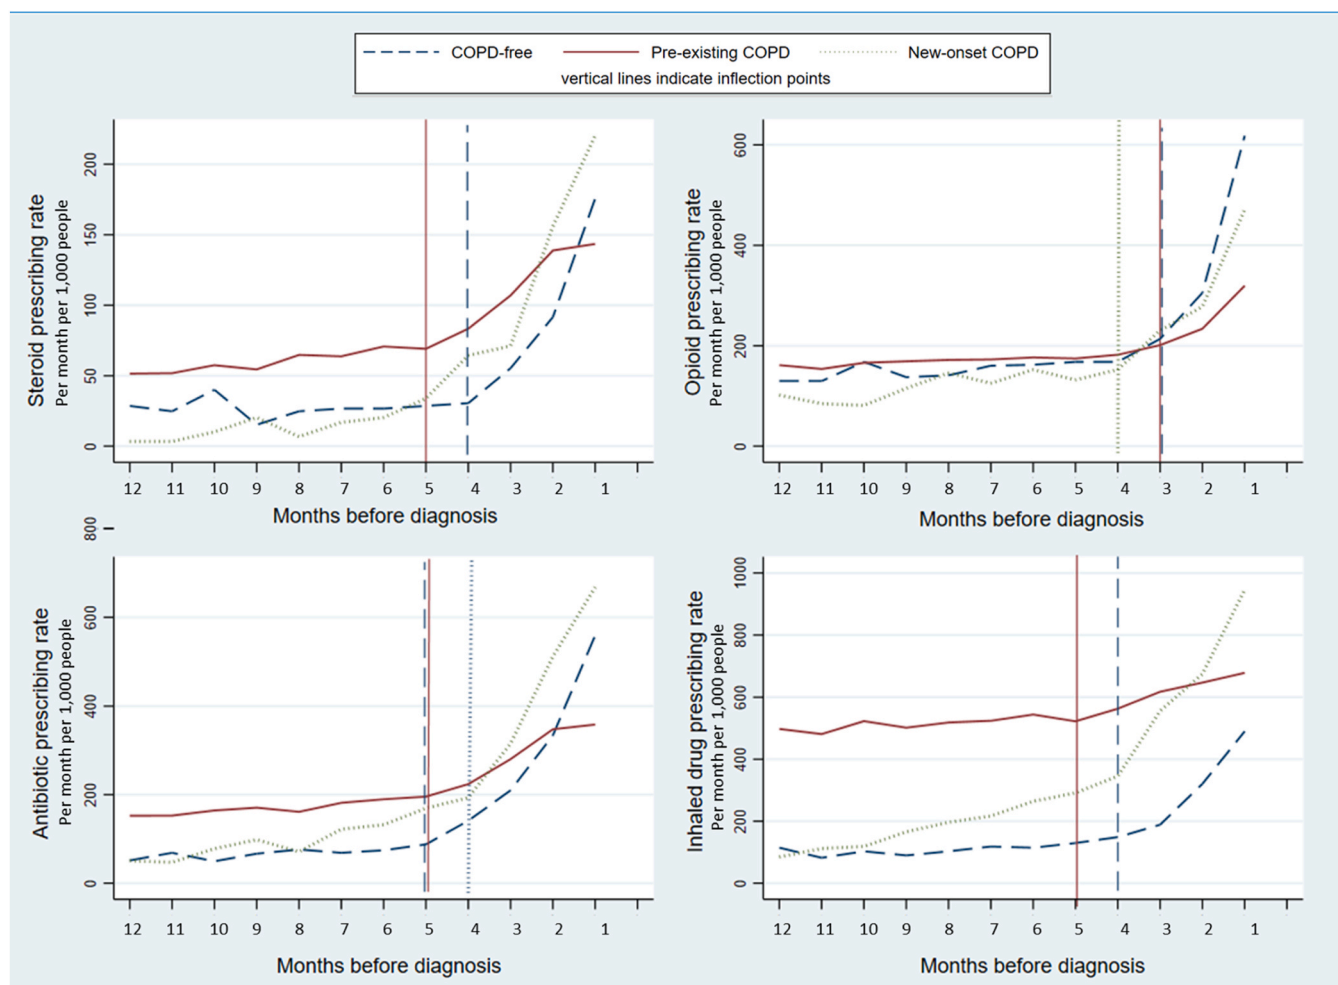 COPD-free Pre-existing COPD New-onset COPD
vertical lines indicate inflection points
Steroid prescribing rate
Per month per 1,000 people
200
150
100
50
0
12 11 10 9 8 7 6 5 4 3 2 1
Months before diagnosis
Opioid prescribing rate
Per month per 1,000 people
600
400
200
0
12 11 10 9 8 7 6 5 4 3 2 1
Months before diagnosis
Antibiotic prescribing rate
Per month per 1,000 people
800
600
400
200
0
12 11 10 9 8 7 6 5 4 3 2 1
Months before diagnosis
Inhaled drug prescribing rate
Per month per 1,000 people
1000
800
600
400
200
0
12 11 10 9 8 7 6 5 4 3 2 1
Months before diagnosis